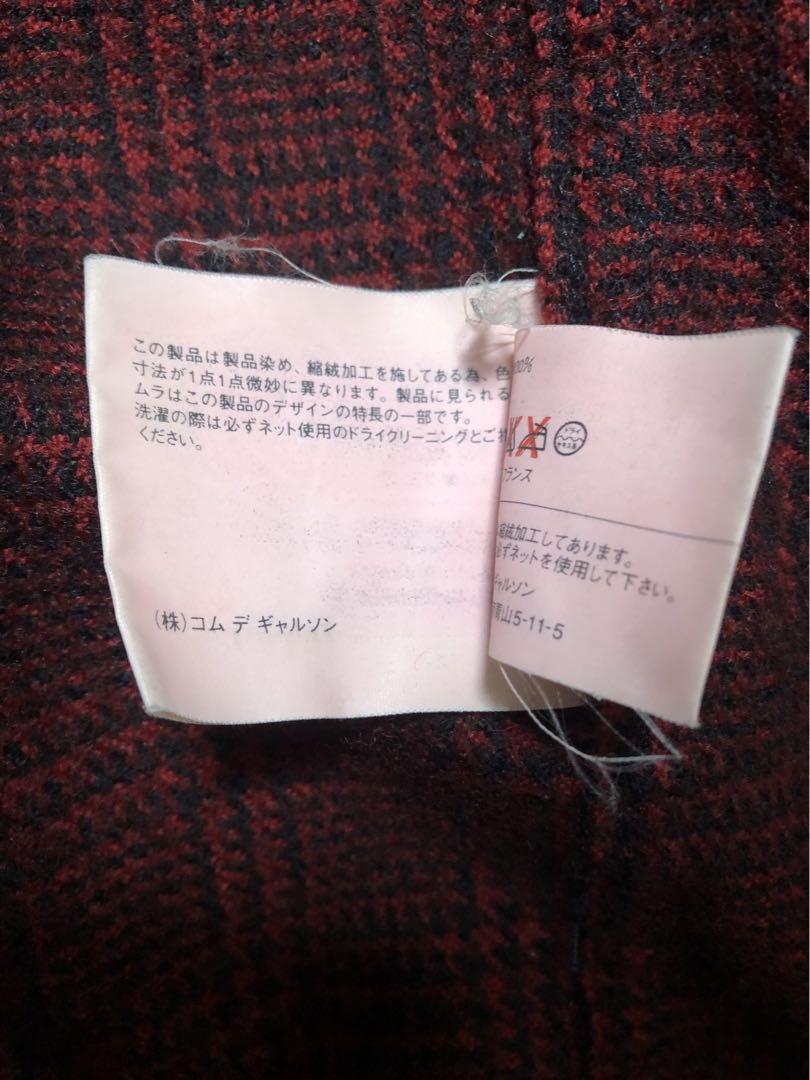 この製品は製品染め、縮絨加工を施してある為、色
寸法が1点1点微妙に異なります。製品に見られる
ムラはこの製品のデザインの特長の一部です。
洗濯の際は必ずネット使用のドライクリーニングとご
ください。
(株)コム デ ギャルソン
00%
ドライ
ランス
縮絨加工してあります。
必ずネットを使用して下さい。
ギャルソン
青山5-11-5